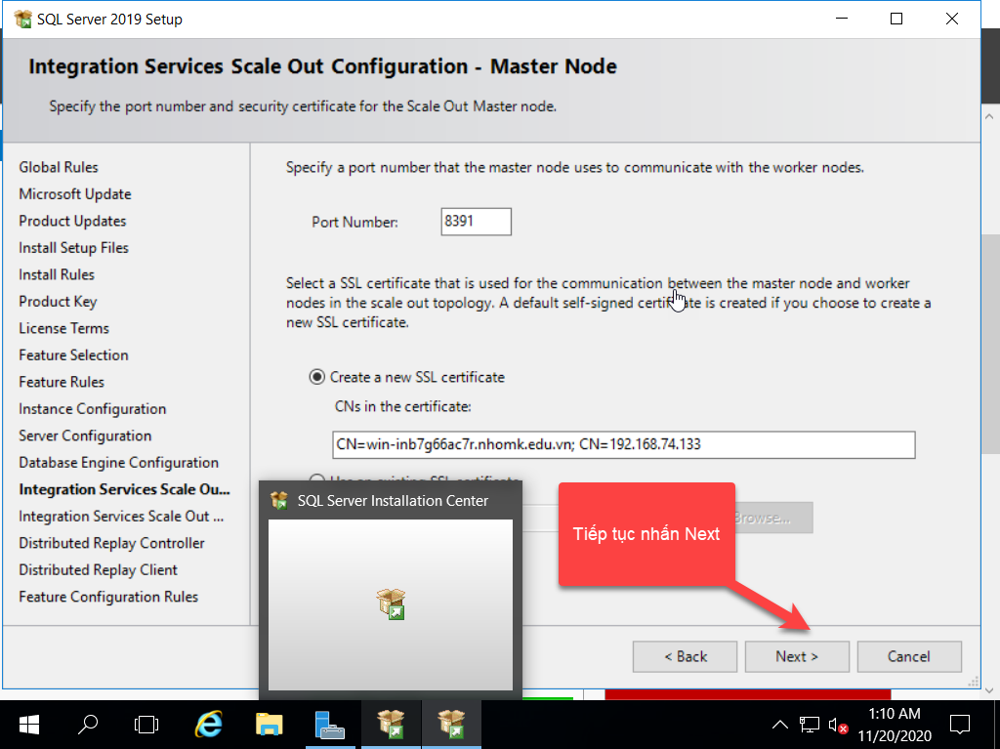 SQL Server 2019 Setup
Integration Services Scale Out Configuration - Master Node
Specify the port number and security certificate for the Scale Out Master node.
Global Rules
Microsoft Update
Product Updates
Install Setup Files
Install Rules
Product Key
License Terms
Feature Selection
Feature Rules
Instance Configuration
Server Configuration
Database Engine Configuration
Integration Services Scale Ou...
Integration Services Scale Out ...
Distributed Replay Controller
Distributed Replay Client
Feature Configuration Rules
Specify a port number that the master node uses to communicate with the worker nodes.
Port Number:
8391
Select a SSL certificate that is used for the communication between the master node and worker
nodes in the scale out topology. A default self-signed certificate is created if you choose to create a
new SSL certificate.
Create a new SSL certificate
CNs in the certificate:
CN=win-inb7g66ac7r.nhomk.edu.vn; CN=192.168.74.133
Use an existing SSL certificate
Browse...
SQL Server Installation Center
Tiếp tục nhấn Next
< Back
Next >
Cancel
1:10 AM
11/20/2020